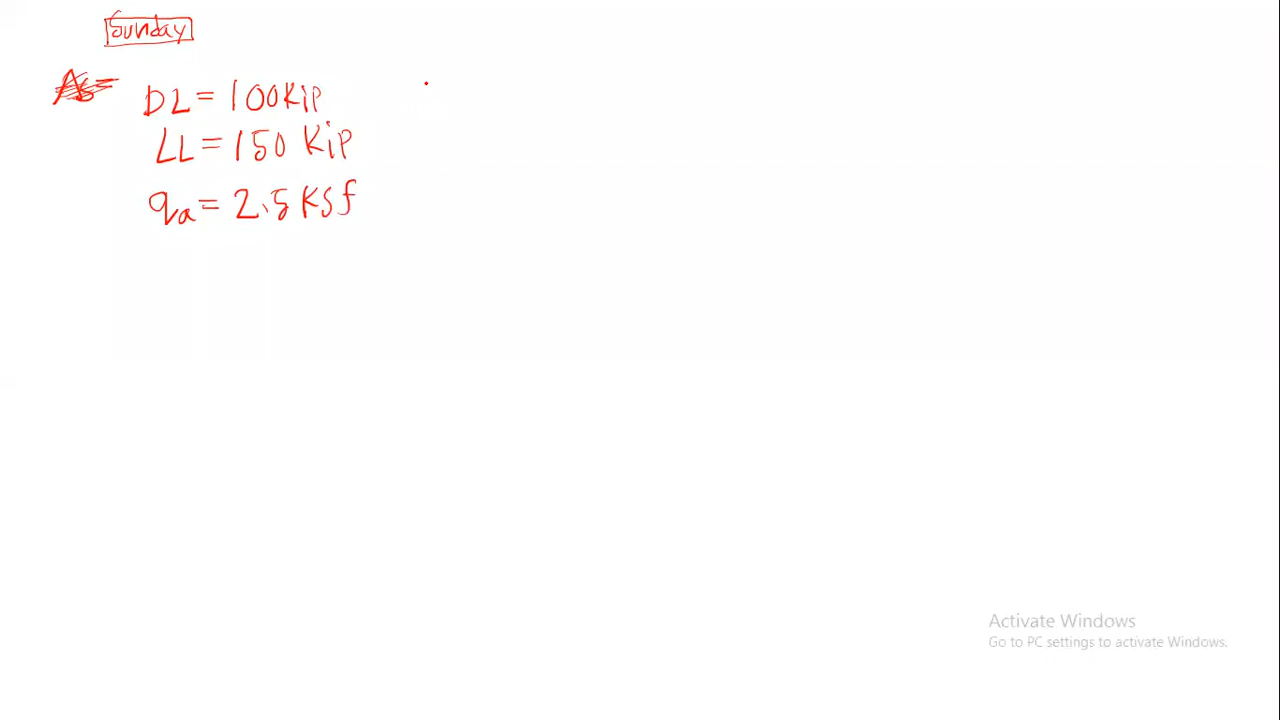 Sunday
DL = 100 Kip
LL = 150 Kip
qa = 2.5 Ksf
Activate Windows
Go to PC settings to activate Windows.